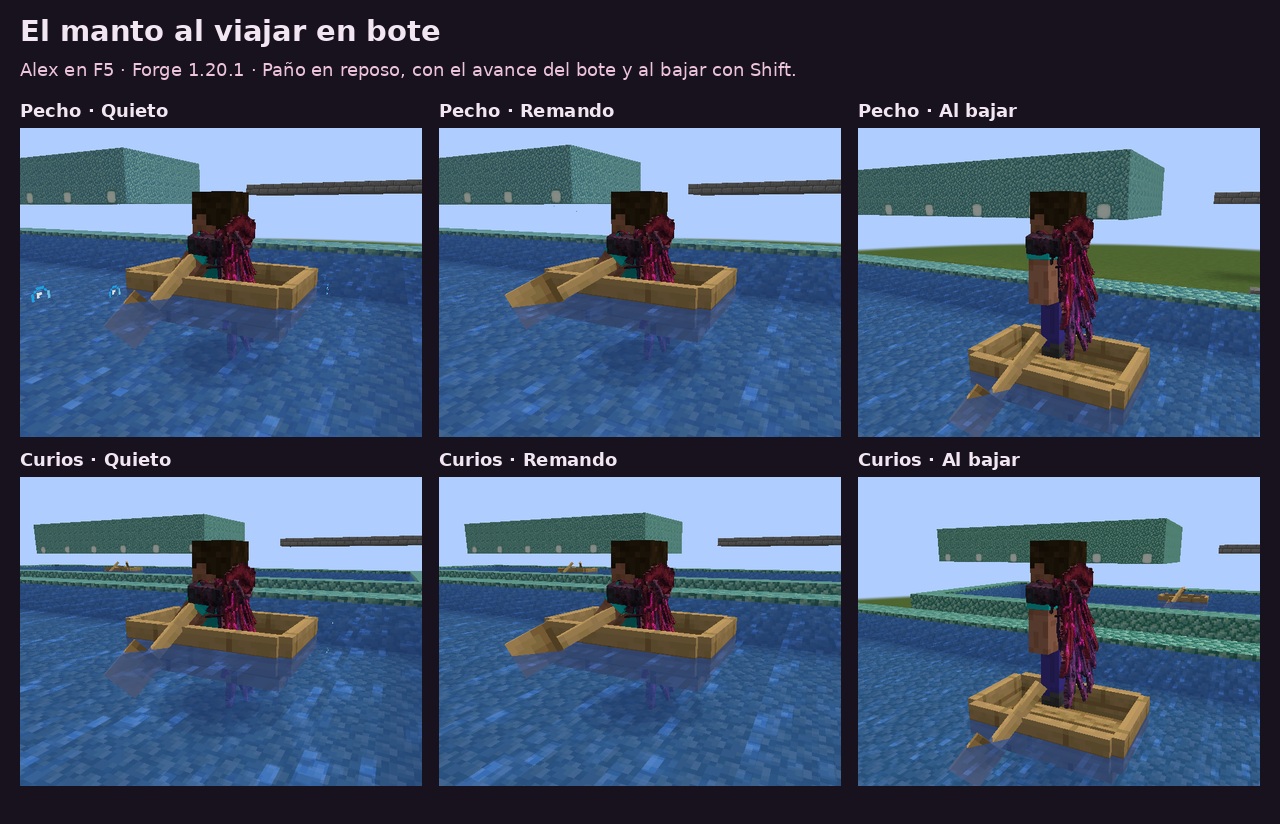 El manto al viajar en bote
Alex en F5 · Forge 1.20.1 · Paño en reposo, con el avance del bote y al bajar con Shift.
Pecho · Quieto
Pecho · Remando
Pecho · Al bajar
Curios · Quieto
Curios · Remando
Curios · Al bajar